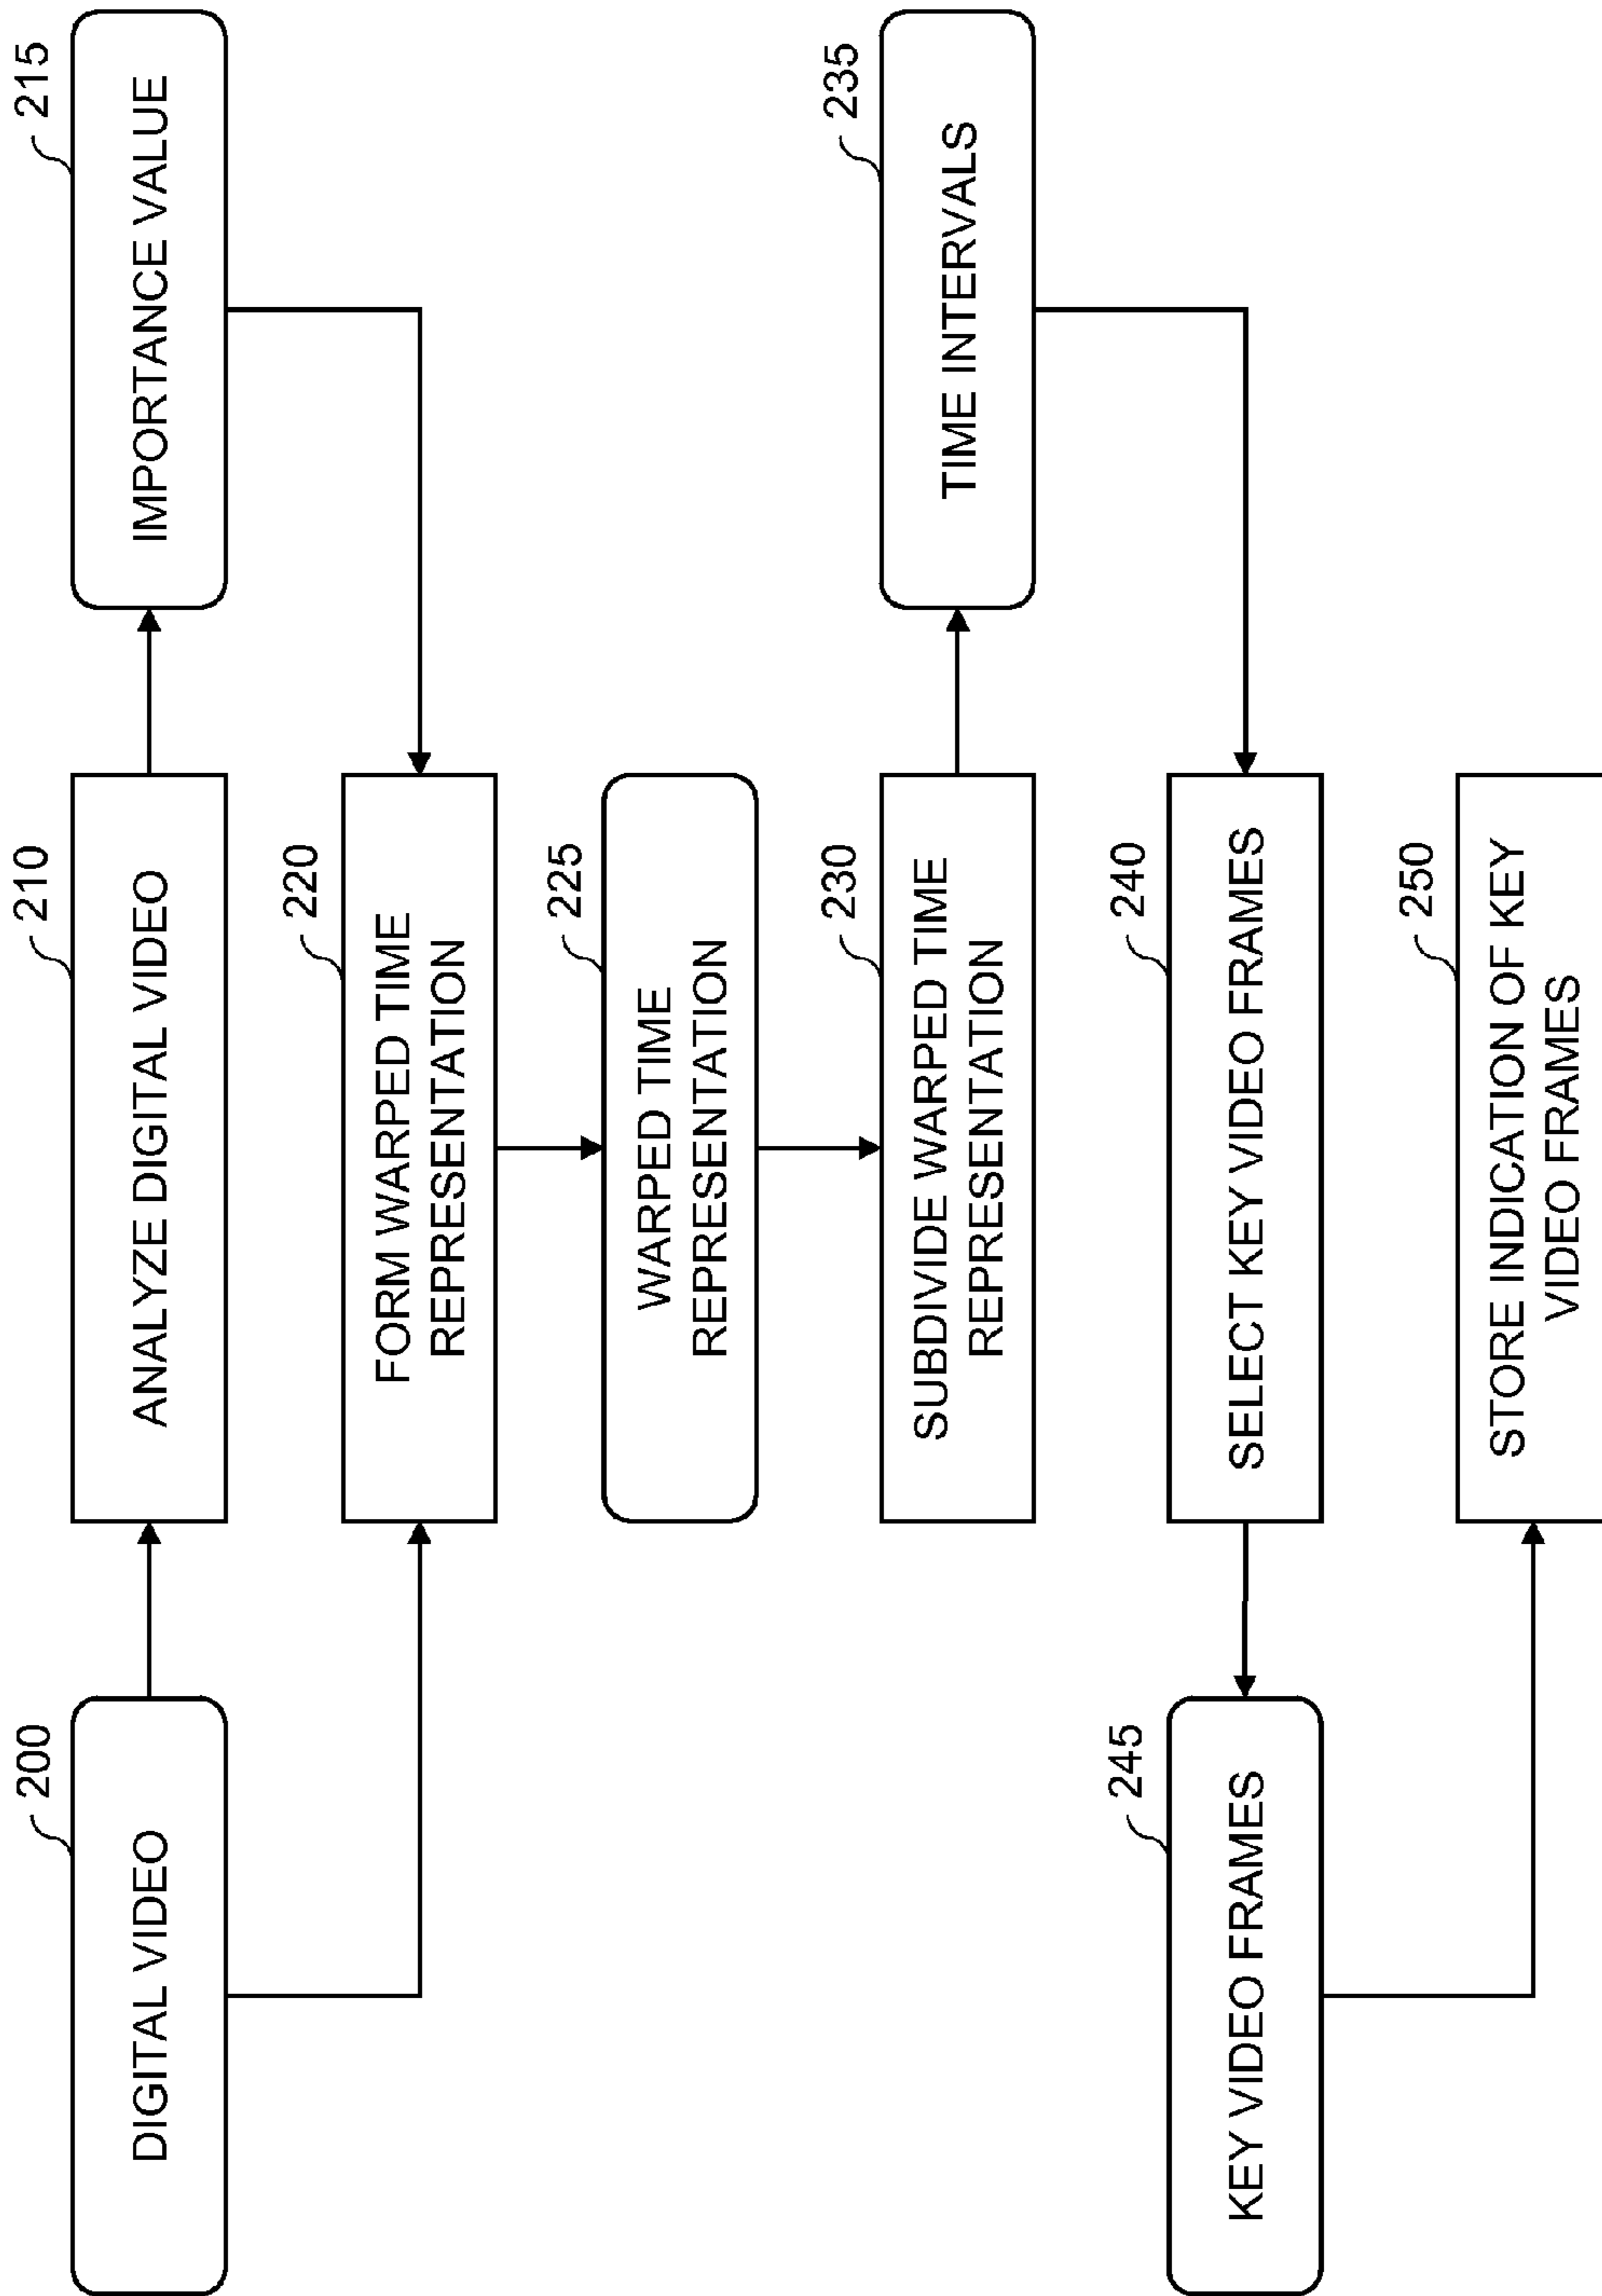 200
DIGITAL VIDEO
210
ANALYZE DIGITAL VIDEO
215
IMPORTANCE VALUE
220
FORM WARPED TIME
REPRESENTATION
225
WARPED TIME
REPRESENTATION
230
SUBDIVIDE WARPED TIME
REPRESENTATION
235
TIME INTERVALS
240
SELECT KEY VIDEO FRAMES
245
KEY VIDEO FRAMES
250
STORE INDICATION OF KEY
VIDEO FRAMES